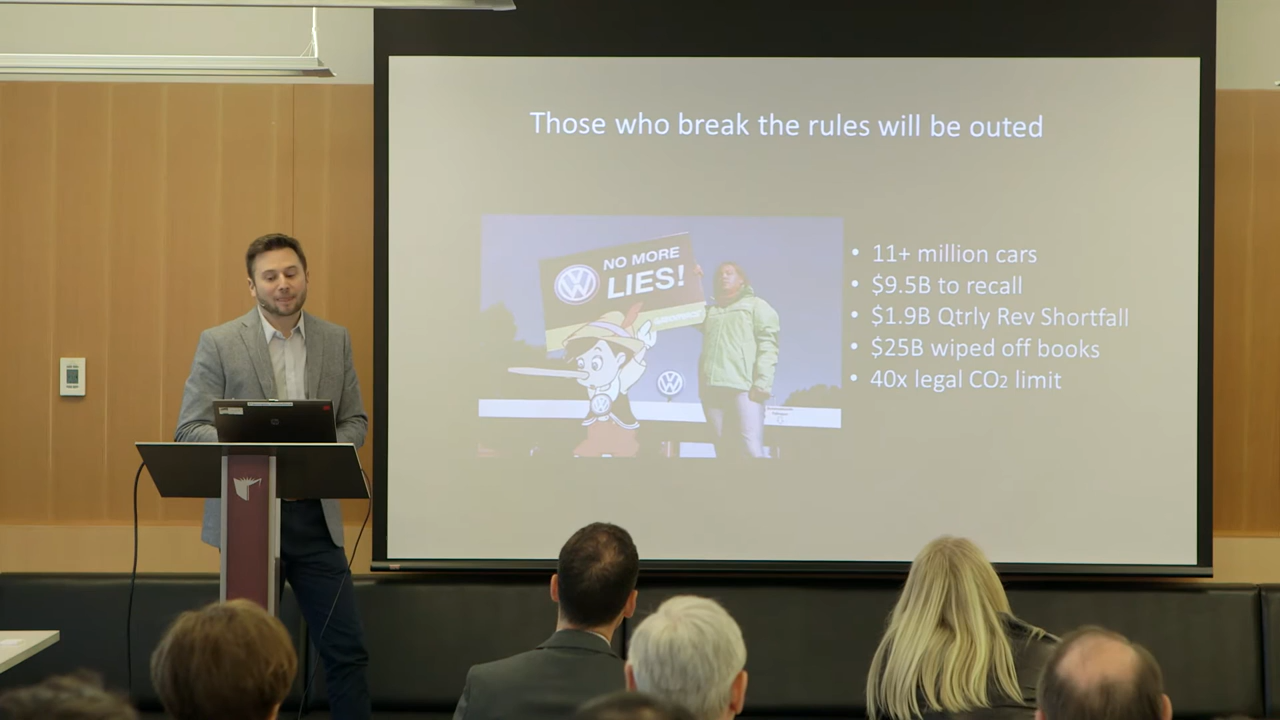 Those who break the rules will be outed
NO MORE
LIES!
• 11+ million cars
• $9.5B to recall
• $1.9B Qtrly Rev Shortfall
• $25B wiped off books
• 40x legal CO2 limit